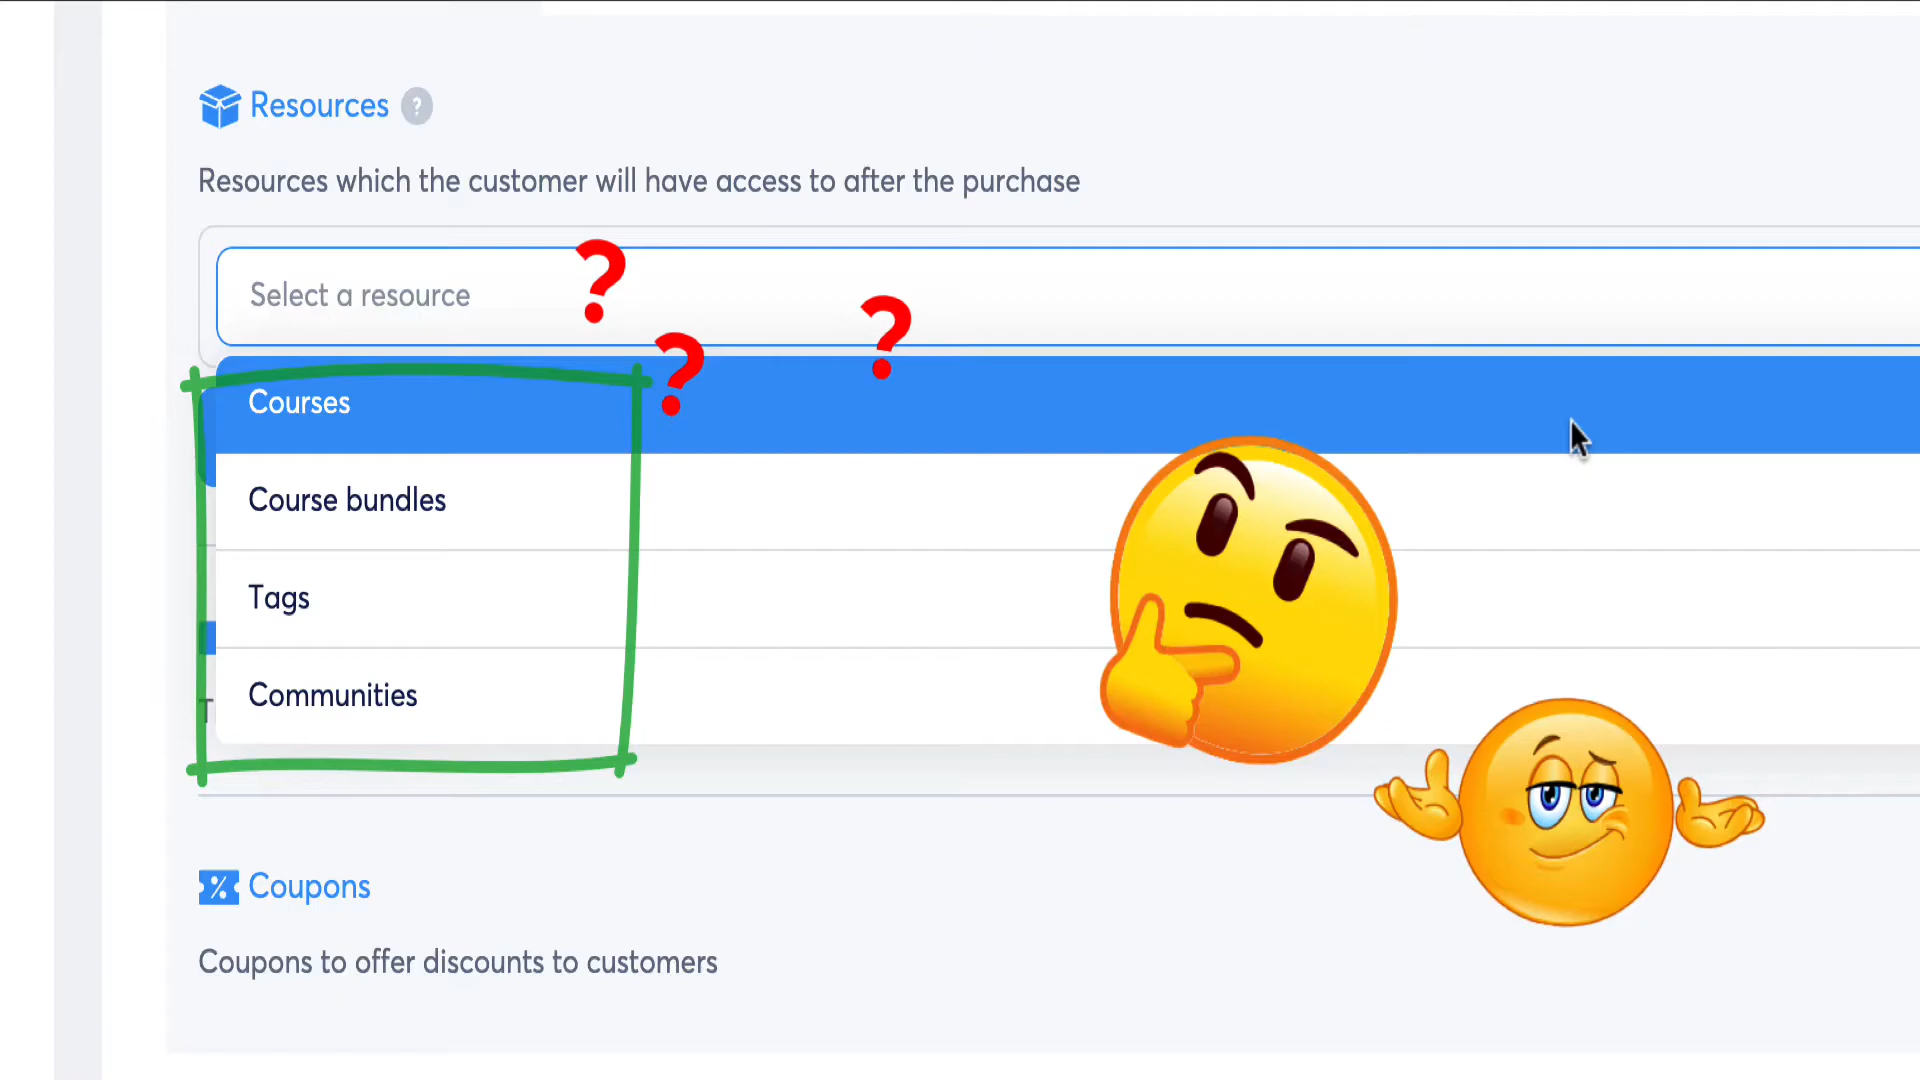 Resources ?
Resources which the customer will have access to after the purchase
Select a resource
?
?
?
Courses
Course bundles
Tags
Communities
T
Coupons
Coupons to offer discounts to customers